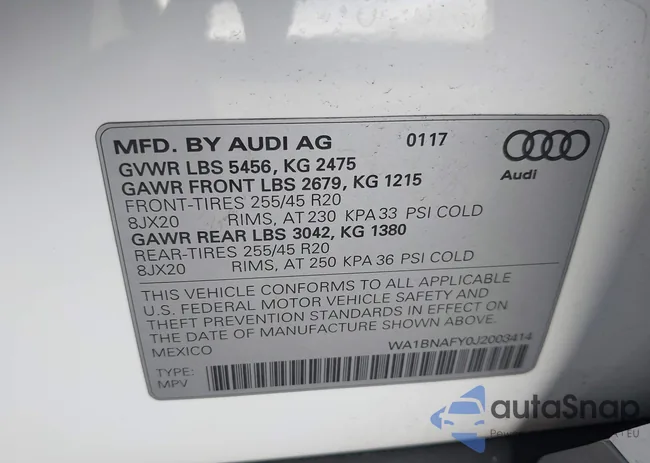 MFD. BY AUDI AG 0117
GVWR LBS 5456, KG 2475
GAWR FRONT LBS 2679, KG 1215
FRONT-TIRES 255/45 R20
8JX20 RIMS, AT 230 KPA 33 PSI COLD
GAWR REAR LBS 3042, KG 1380
REAR-TIRES 255/45 R20
8JX20 RIMS, AT 250 KPA 36 PSI COLD
Audi
THIS VEHICLE CONFORMS TO ALL APPLICABLE
U.S. FEDERAL MOTOR VEHICLE SAFETY AND
THEFT PREVENTION STANDARDS IN EFFECT ON
THE DATE OF MANUFACTURE SHOWN ABOVE.
MEXICO WA1BNAFY0J2003414
TYPE:
MPV
autoSnap